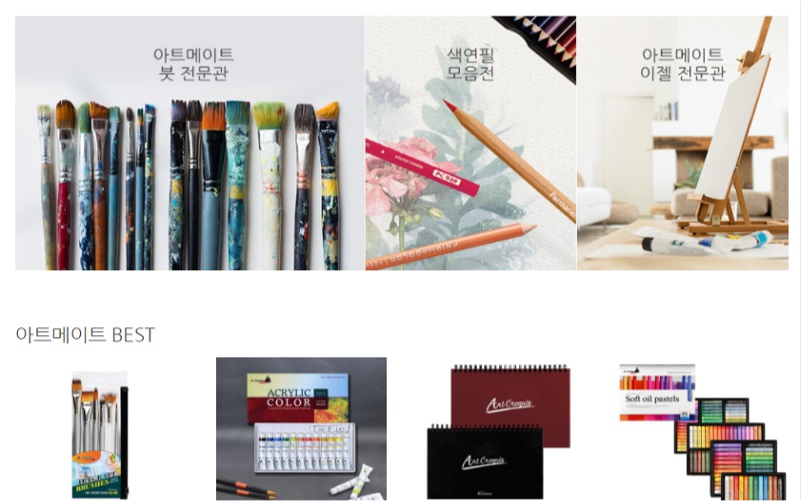 아트메이트
붓 전문관
색연필
모음전
아트메이트
이젤 전문관
아트메이트 BEST
ACRYLIC
COLOR
Art Croquis
Art Croquis
Soft oil pastels